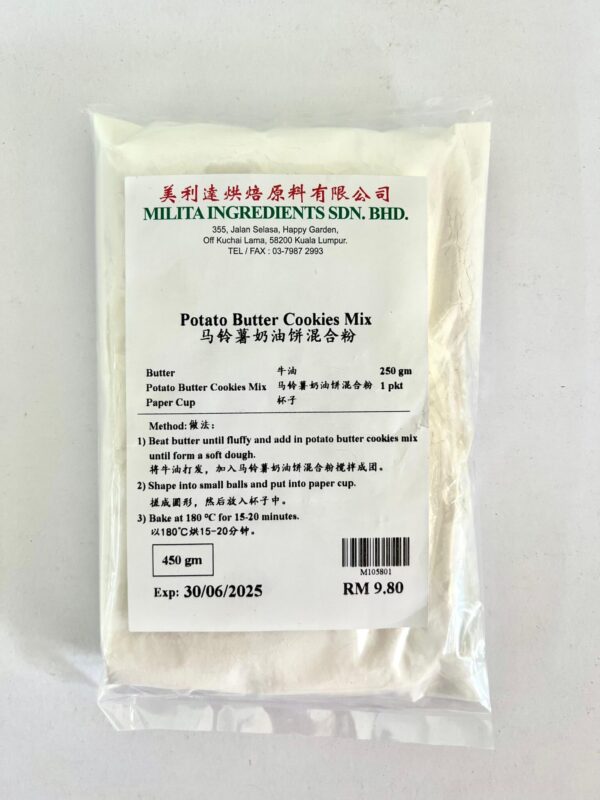 美利達烘焙原料有限公司
MILITA INGREDIENTS SDN. BHD.
355, Jalan Selasa, Happy Garden,
Off Kuchai Lama, 58200 Kuala Lumpur.
TEL / FAX : 03-7987 2993
Potato Butter Cookies Mix
马铃薯奶油饼混合粉
Butter 牛油 250 gm
Potato Butter Cookies Mix 马铃薯奶油饼混合粉 1 pkt
Paper Cup 杯子
Method: 做法：
1) Beat butter until fluffy and add in potato butter cookies mix
until form a soft dough.
将牛油打发，加入马铃薯奶油饼混合粉搅拌成团。
2) Shape into small balls and put into paper cup.
搓成圆形，然后放入杯子中。
3) Bake at 180 °C for 15-20 minutes.
以180℃烘15-20分钟。
450 gm
M105801
Exp: 30/06/2025 RM 9.80